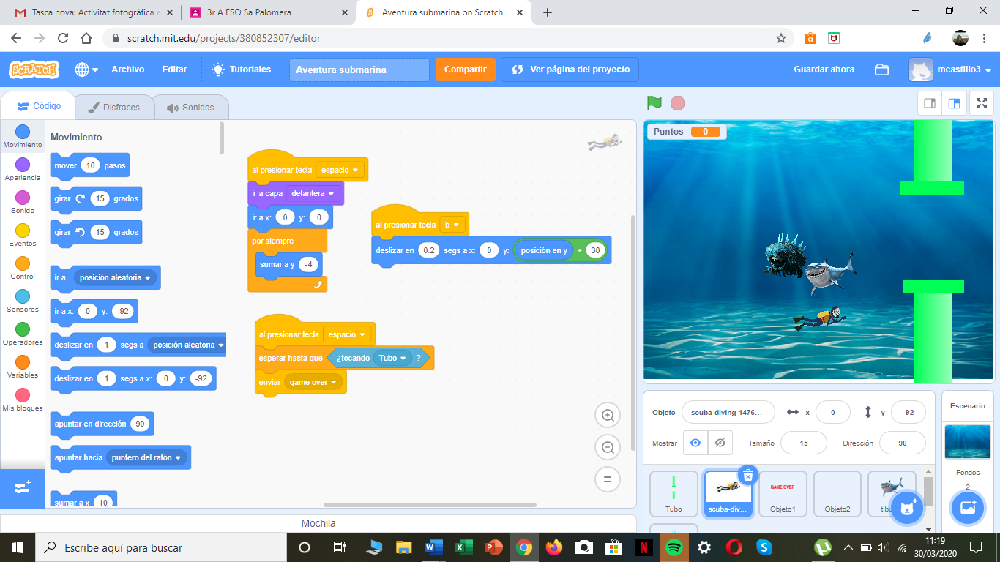 Tasca nova: Activitat fotogràfica e
3r A ESO Sa Palomera
Aventura submarina on Scratch
scratch.mit.edu/projects/380852307/editor
SCRATCH
Archivo
Editar
Tutoriales
Aventura submarina
Compartir
Ver página del proyecto
Guardar ahora
mcastillo3
Código
Disfraces
Sonidos
Movimiento
Apariencia
Sonido
Eventos
Control
Sensores
Operadores
Variables
Mis bloques
Movimiento
mover 10 pasos
girar 15 grados
girar 15 grados
ir a posición aleatoria
ir a x: 0 y: -92
deslizar en 1 segs a posición aleatoria
deslizar en 1 segs a x: 0 y: -92
apuntar en dirección 90
apuntar hacia puntero del ratón
sumar a x 10
al presionar tecla espacio
ir a capa delantera
ir a x: 0 y: 0
por siempre
sumar a y -4
al presionar tecla b
deslizar en 0.2 segs a x: 0 y: posición en y + 30
al presionar tecla espacio
esperar hasta que ¿tocando Tubo ?
enviar game over
Mochila
Puntos 0
Objeto scuba-diving-1476... x 0 y -92
Mostrar Tamaño 15 Dirección 90
Tubo
scuba-div...
GAME OVER
Objeto1
Objeto2
Escenario
Fondos
2
Escribe aquí para buscar
11:19
30/03/2020